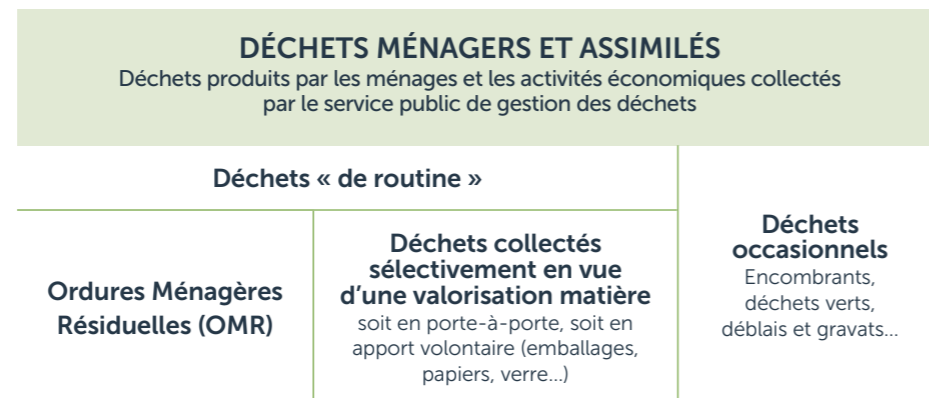 DÉCHETS MÉNAGERS ET ASSIMILÉS
Déchets produits par les ménages et les activités économiques collectés
par le service public de gestion des déchets
Déchets « de routine »
Ordures Ménagères
Résiduelles (OMR)
Déchets collectés
sélectivement en vue
d'une valorisation matière
soit en porte-à-porte, soit en
apport volontaire (emballages,
papiers, verre...)
Déchets
occasionnels
Encombrants,
déchets verts,
déblais et gravats...